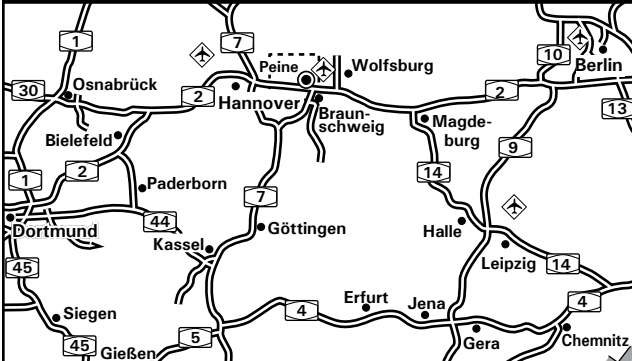 1
7
10
Peine
Wolfsburg
Berlin
30
Osnabrück
2
Hannover
2
13
Braun-
schweig
Magde-
burg
Bielefeld
9
2
14
1
Paderborn
7
44
Dortmund
Göttingen
Halle
Kassel
Leipzig
45
14
Erfurt
Jena
4
4
Siegen
5
Gera
Chemnitz
45
Gießen